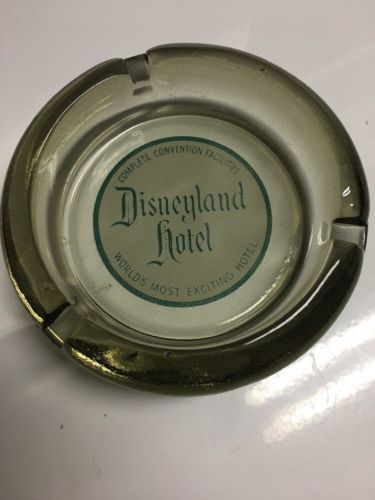 COMPLETE CONVENTION FACILITIES
Disneyland
Hotel
WORLD'S MOST EXCITING HOTEL